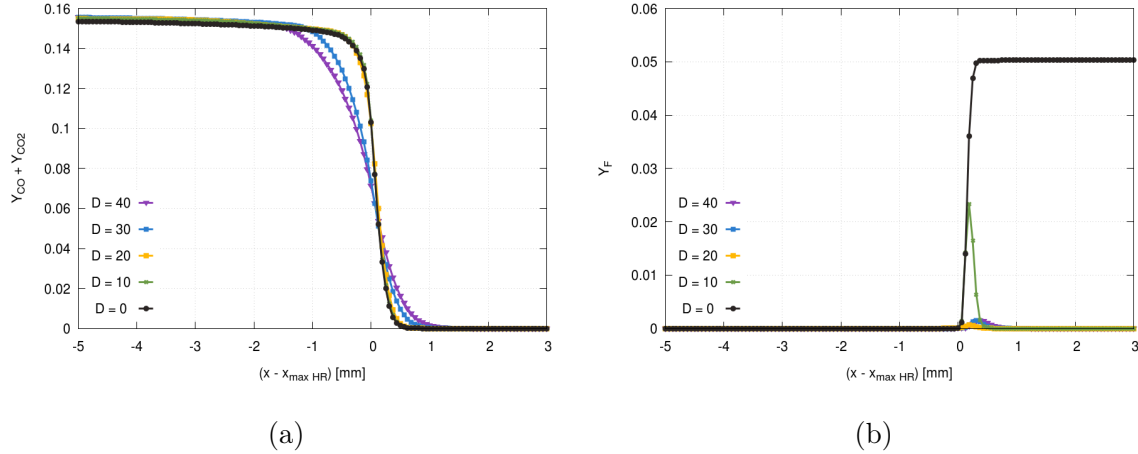 0.16
0.14
0.12
0.1
0.08
0.06
0.04
0.02
0
Y_CO + Y_CO2
D = 40
D = 30
D = 20
D = 10
D = 0
-5 -4 -3 -2 -1 0 1 2 3
(x - x_max HR) [mm]
(a)
0.06
0.05
0.04
0.03
0.02
0.01
0
Y_F
D = 40
D = 30
D = 20
D = 10
D = 0
-5 -4 -3 -2 -1 0 1 2 3
(x - x_max HR) [mm]
(b)